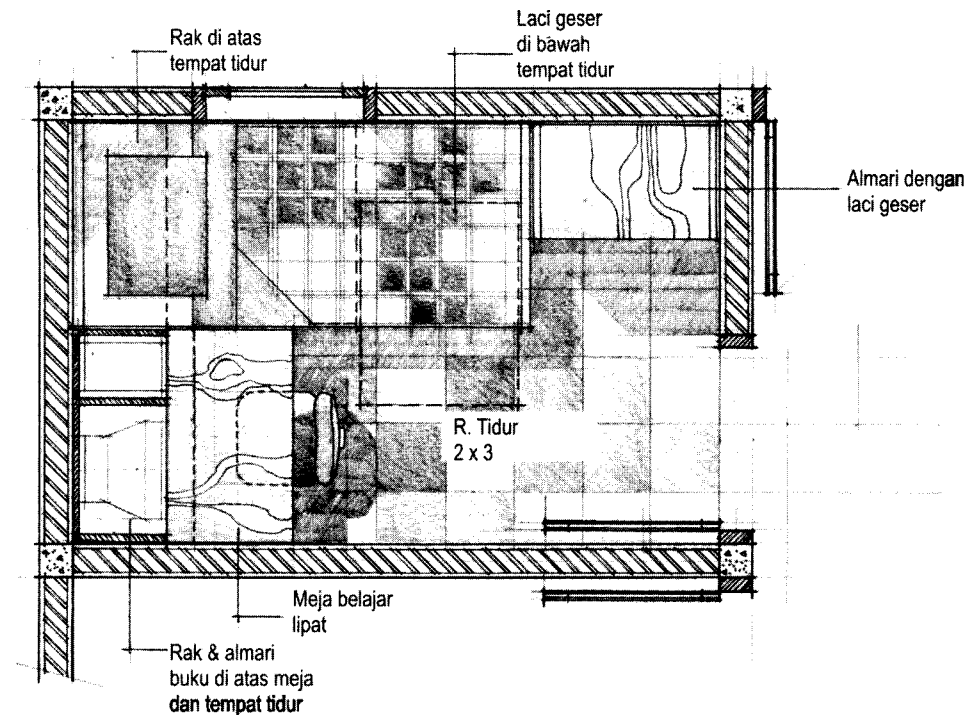 Rak di atas
tempat tidur
Laci geser
di bawah
tempat tidur
Almari dengan
laci geser
R. Tidur
2 x 3
Meja belajar
lipat
Rak & almari
buku di atas meja
dan tempat tidur